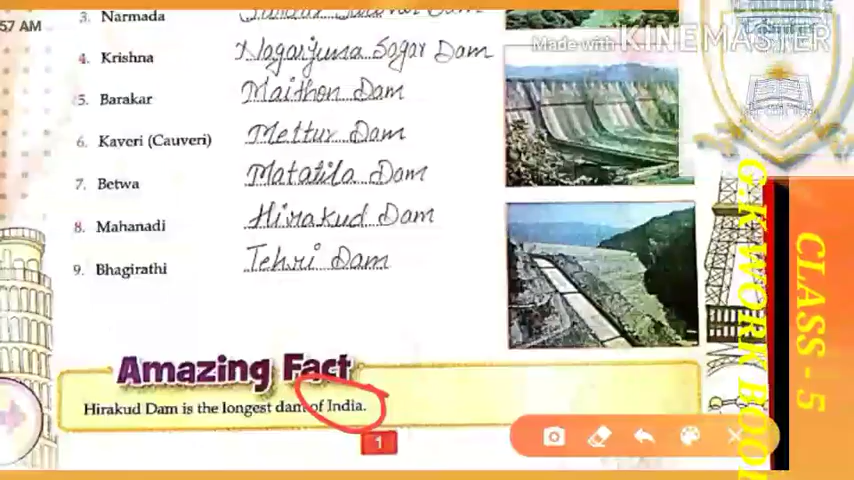 57 AM
3. Narmada
4. Krishna Nagarjuna Sagar Dam
5. Barakar Maithon Dam
6. Kaveri (Cauveri) Mettur Dam
7. Betwa Matatila Dam
8. Mahanadi Hirakud Dam
9. Bhagirathi Tehri Dam
Amazing Fact
Hirakud Dam is the longest dam of India.
1
Made with KINEMASTER
CLASS - 5
G.K WORK BOOK